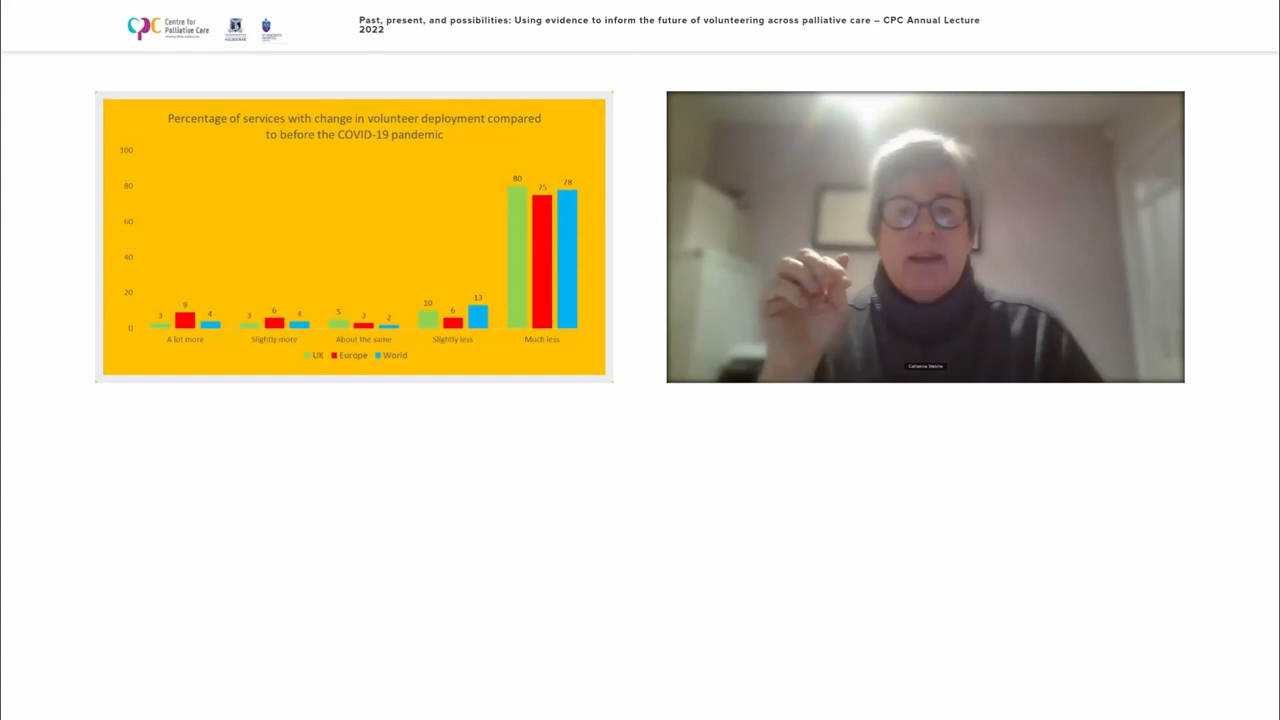 cpc Centre for
Palliative Care
Past, present, and possibilities: Using evidence to inform the future of volunteering across palliative care – CPC Annual Lecture
2022
Percentage of services with change in volunteer deployment compared
to before the COVID-19 pandemic
100
80
60
40
20
0
3 9 4
3 6 4
5 3 2
10 6 13
80 75 78
A lot more Slightly more About the same Slightly less Much less
UK Europe World
Catherine Walshe